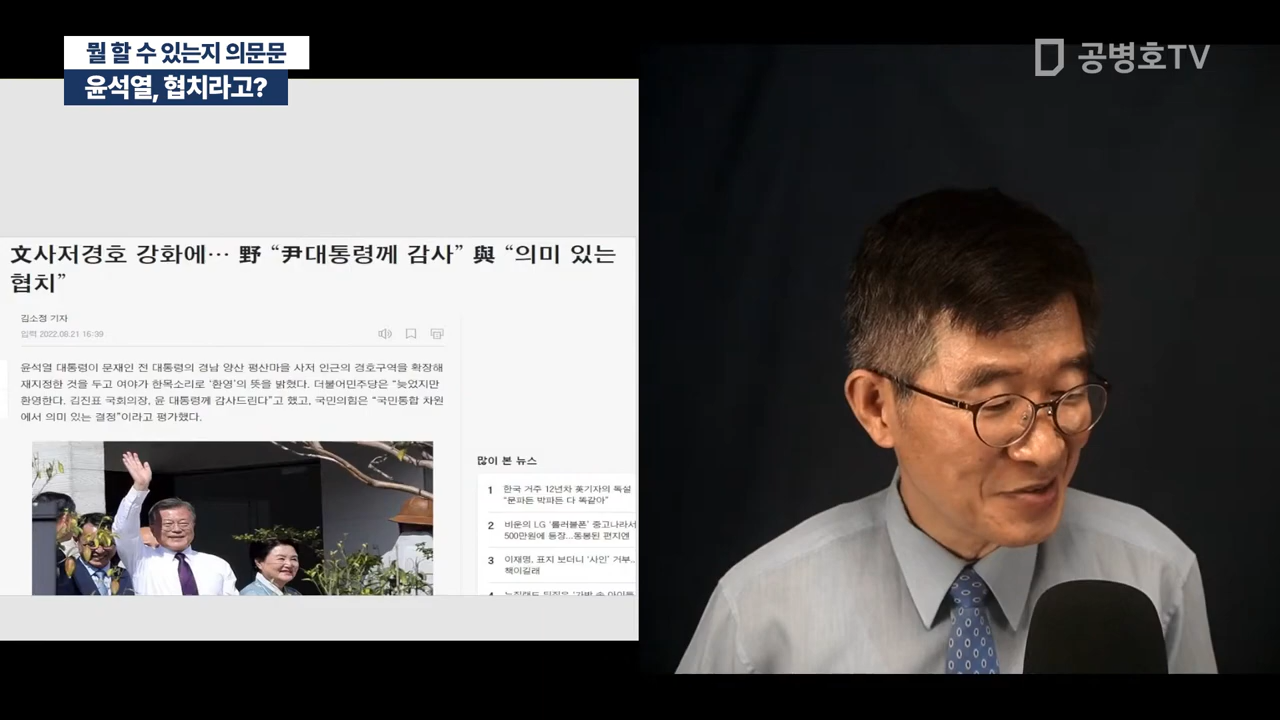 뭘 할 수 있는지 의문문
윤석열, 협치라고?
공병호TV
文사저경호 강화에… 野 “尹대통령께 감사” 與 “의미 있는
협치”
김소정 기자
입력 2022.08.21 16:39
윤석열 대통령이 문재인 전 대통령의 경남 양산 평산마을 사저 인근의 경호구역을 확장해
재지정한 것을 두고 여야가 한목소리로 ‘환영’의 뜻을 밝혔다. 더불어민주당은 “늦었지만
환영한다. 김진표 국회의장, 윤 대통령께 감사드린다”고 했고, 국민의힘은 “국민통합 차원
에서 의미 있는 결정”이라고 평가했다.
많이 본 뉴스
1 한국 거주 12년차 英기자의 독설
“문파든 박파든 다 똑같아”
2 비운의 LG ‘롤러블폰’ 중고나라서
500만원에 등장...동봉된 편지엔
3 이재명, 표지 보더니 ‘사인’ 거부..
책이길래